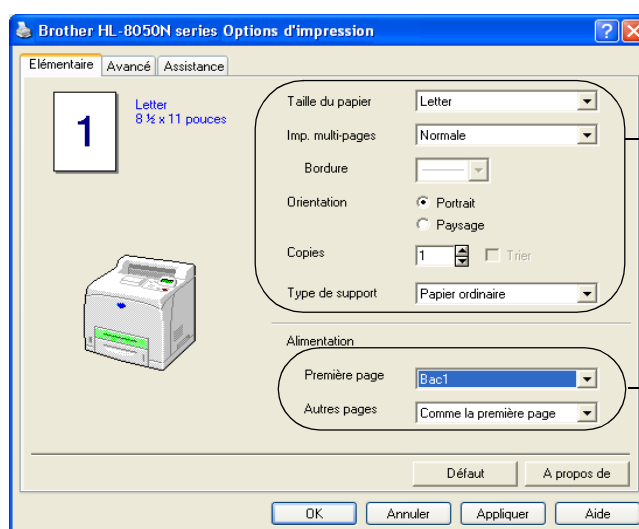 Brother HL-8050N series Options d'impression
Elémentaire
Avancé
Assistance
1
Letter
8 ½ x 11 pouces
Taille du papier
Letter
Imp. multi-pages
Normale
Bordure
Orientation
Portrait
Paysage
Copies
1
Trier
Type de support
Papier ordinaire
Alimentation
Première page
Bac1
Autres pages
Comme la première page
Défaut
A propos de
OK
Annuler
Appliquer
Aide